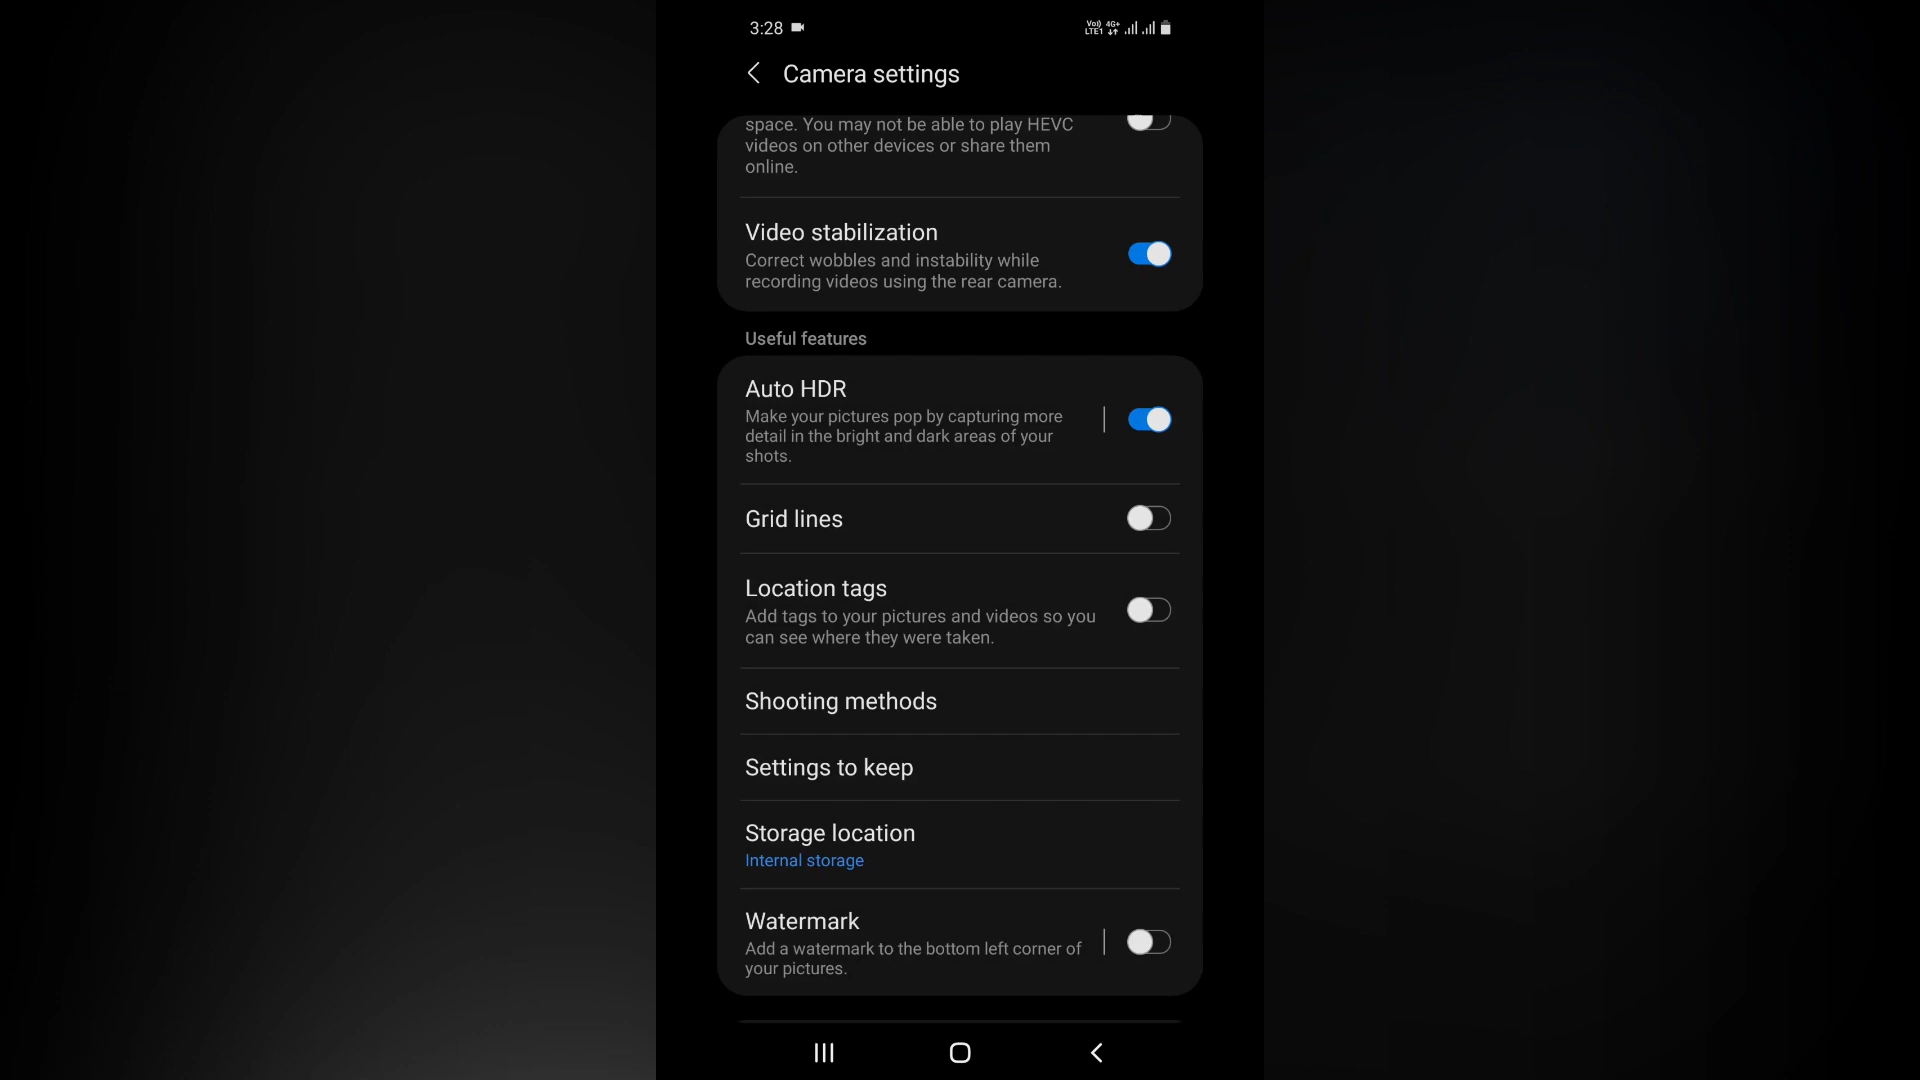 3:28
Vo)) 4G+
LTE1
Camera settings
space. You may not be able to play HEVC
videos on other devices or share them
online.
Video stabilization
Correct wobbles and instability while
recording videos using the rear camera.
Useful features
Auto HDR
Make your pictures pop by capturing more
detail in the bright and dark areas of your
shots.
Grid lines
Location tags
Add tags to your pictures and videos so you
can see where they were taken.
Shooting methods
Settings to keep
Storage location
Internal storage
Watermark
Add a watermark to the bottom left corner of
your pictures.